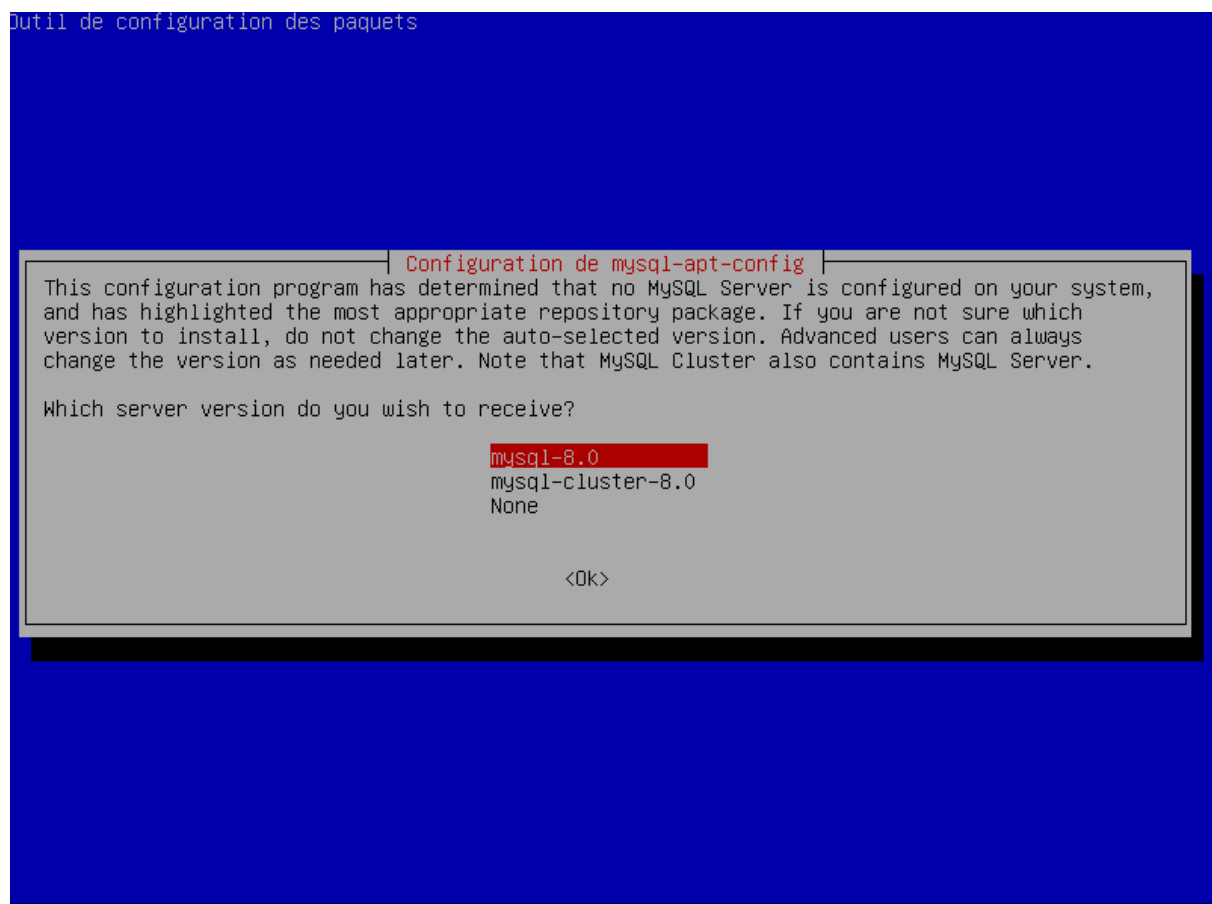 Outil de configuration des paquets
Configuration de mysql-apt-config
This configuration program has determined that no MySQL Server is configured on your system,
and has highlighted the most appropriate repository package. If you are not sure which
version to install, do not change the auto-selected version. Advanced users can always
change the version as needed later. Note that MySQL Cluster also contains MySQL Server.
Which server version do you wish to receive?
mysql-8.0
mysql-cluster-8.0
None
<Ok>